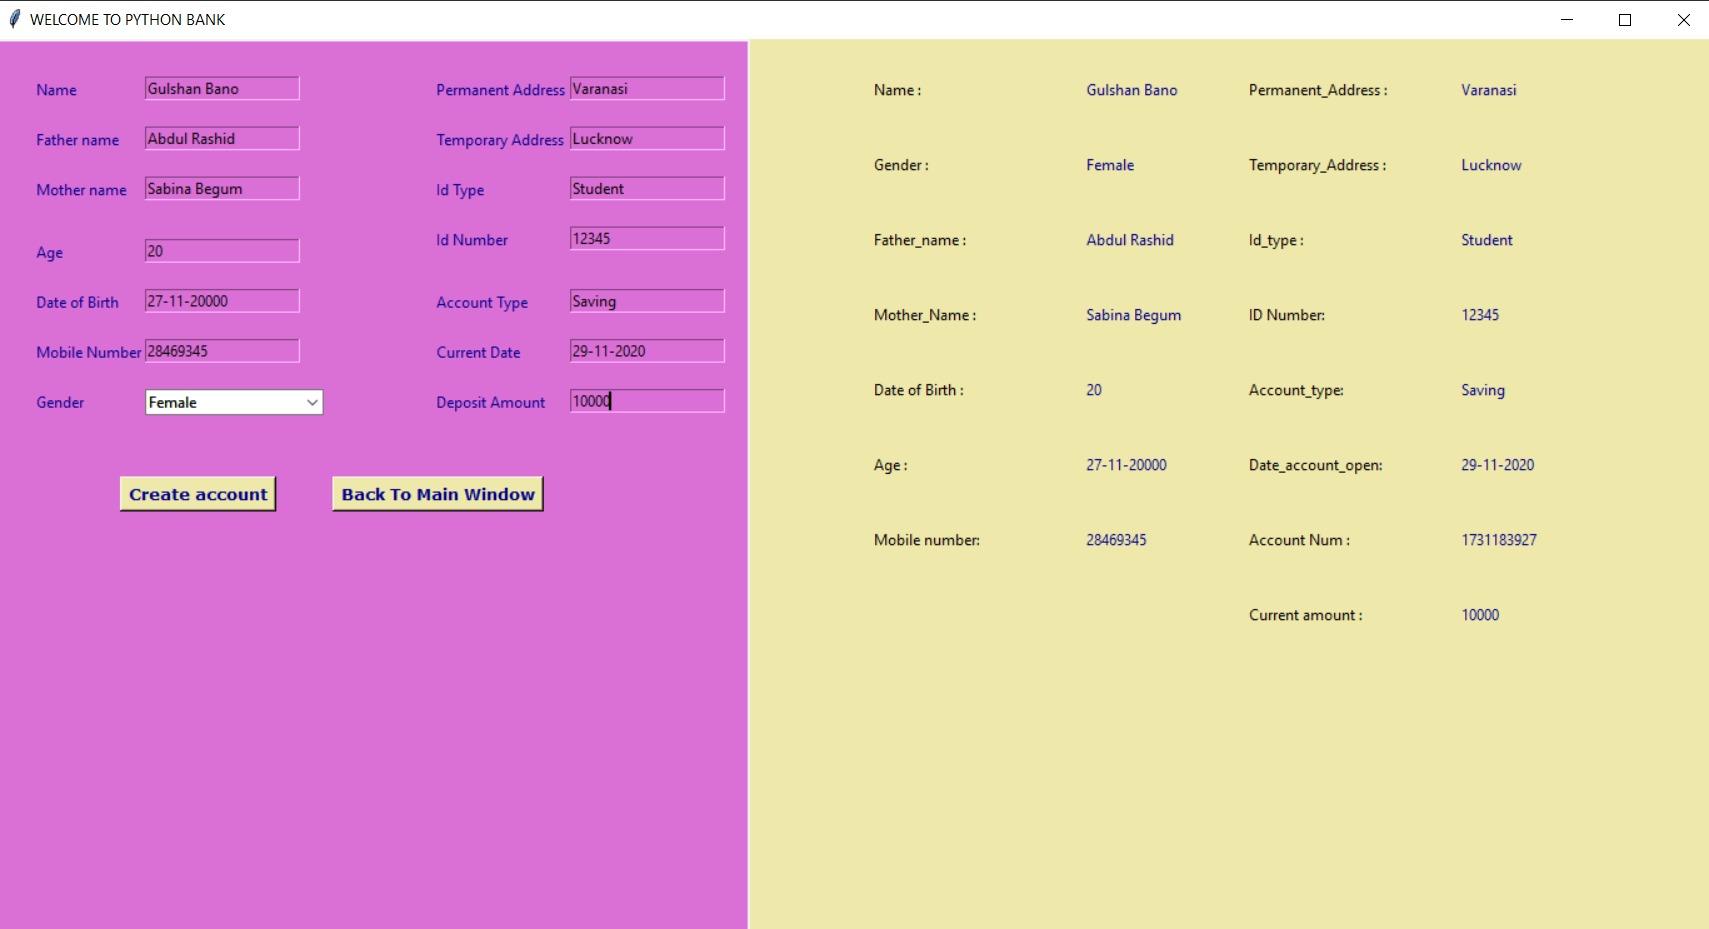 WELCOME TO PYTHON BANK
Name Gulshan Bano Permanent Address Varanasi
Father name Abdul Rashid Temporary Address Lucknow
Mother name Sabina Begum Id Type Student
Id Number 12345
Age 20
Date of Birth 27-11-20000 Account Type Saving
Mobile Number 28469345 Current Date 29-11-2020
Gender Female Deposit Amount 10000
Create account Back To Main Window
Name : Gulshan Bano Permanent_Address : Varanasi
Gender : Female Temporary_Address : Lucknow
Father_name : Abdul Rashid Id_type : Student
Mother_Name : Sabina Begum ID Number: 12345
Date of Birth : 20 Account_type: Saving
Age : 27-11-20000 Date_account_open: 29-11-2020
Mobile number: 28469345 Account Num : 1731183927
Current amount : 10000